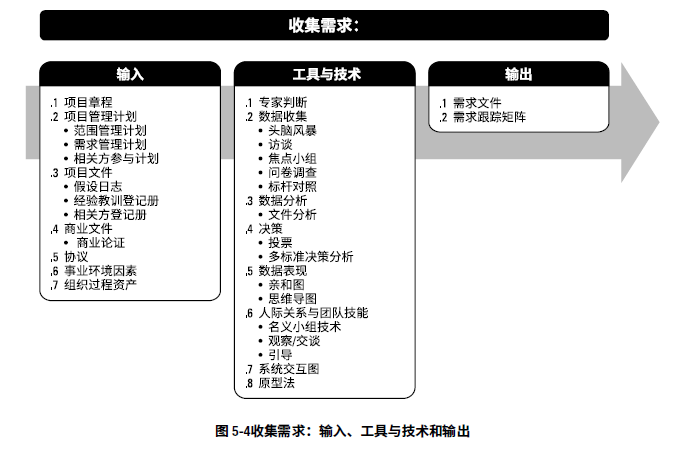 收集需求：
输入
.1 项目章程
.2 项目管理计划
• 范围管理计划
• 需求管理计划
• 相关方参与计划
.3 项目文件
• 假设日志
• 经验教训登记册
• 相关方登记册
.4 商业文件
• 商业论证
.5 协议
.6 事业环境因素
.7 组织过程资产
工具与技术
.1 专家判断
.2 数据收集
• 头脑风暴
• 访谈
• 焦点小组
• 问卷调查
• 标杆对照
.3 数据分析
• 文件分析
.4 决策
• 投票
• 多标准决策分析
.5 数据表现
• 亲和图
• 思维导图
.6 人际关系与团队技能
• 名义小组技术
• 观察/交谈
• 引导
.7 系统交互图
.8 原型法
输出
.1 需求文件
.2 需求跟踪矩阵
图 5-4收集需求：输入、工具与技术和输出